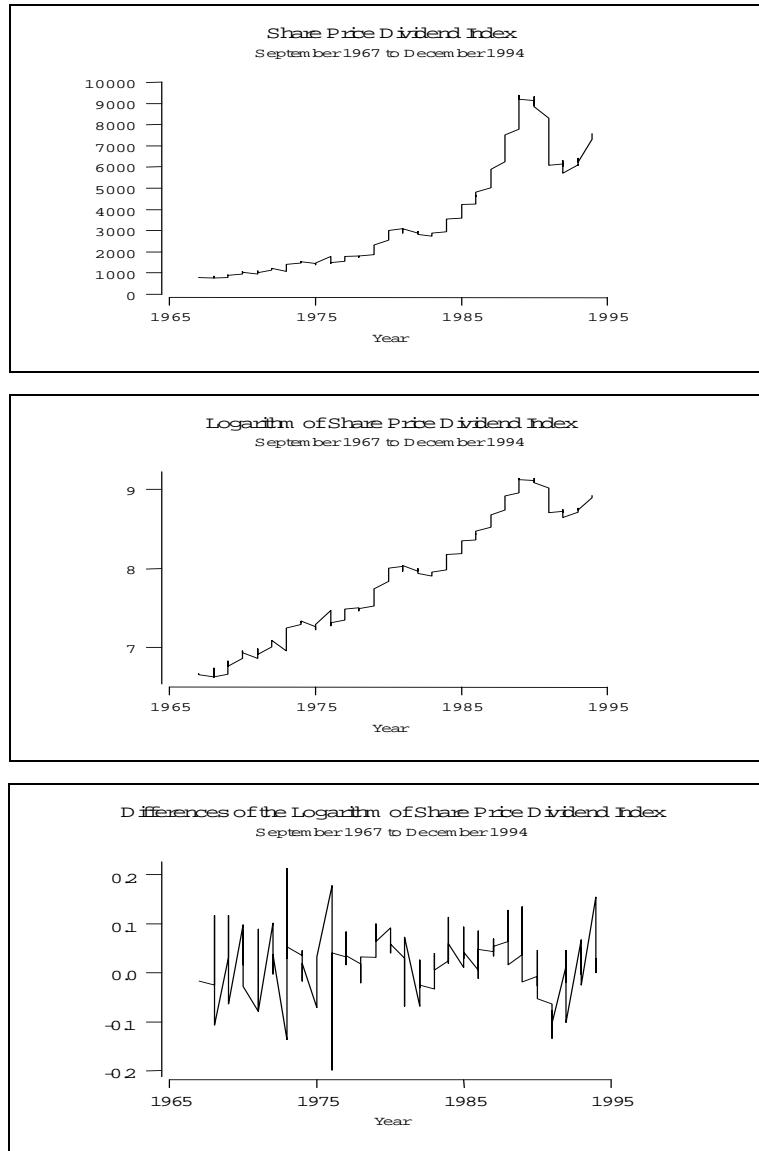 Share Price Dividend Index
September 1967 to December 1994
10000
9000
8000
7000
6000
5000
4000
3000
2000
1000
0
1965 1975 1985 1995
Year
Logarithm of Share Price Dividend Index
September 1967 to December 1994
9
8
7
1965 1975 1985 1995
Year
Differences of the Logarithm of Share Price Dividend Index
September 1967 to December 1994
0.2
0.1
0.0
-0.1
-0.2
1965 1975 1985 1995
Year